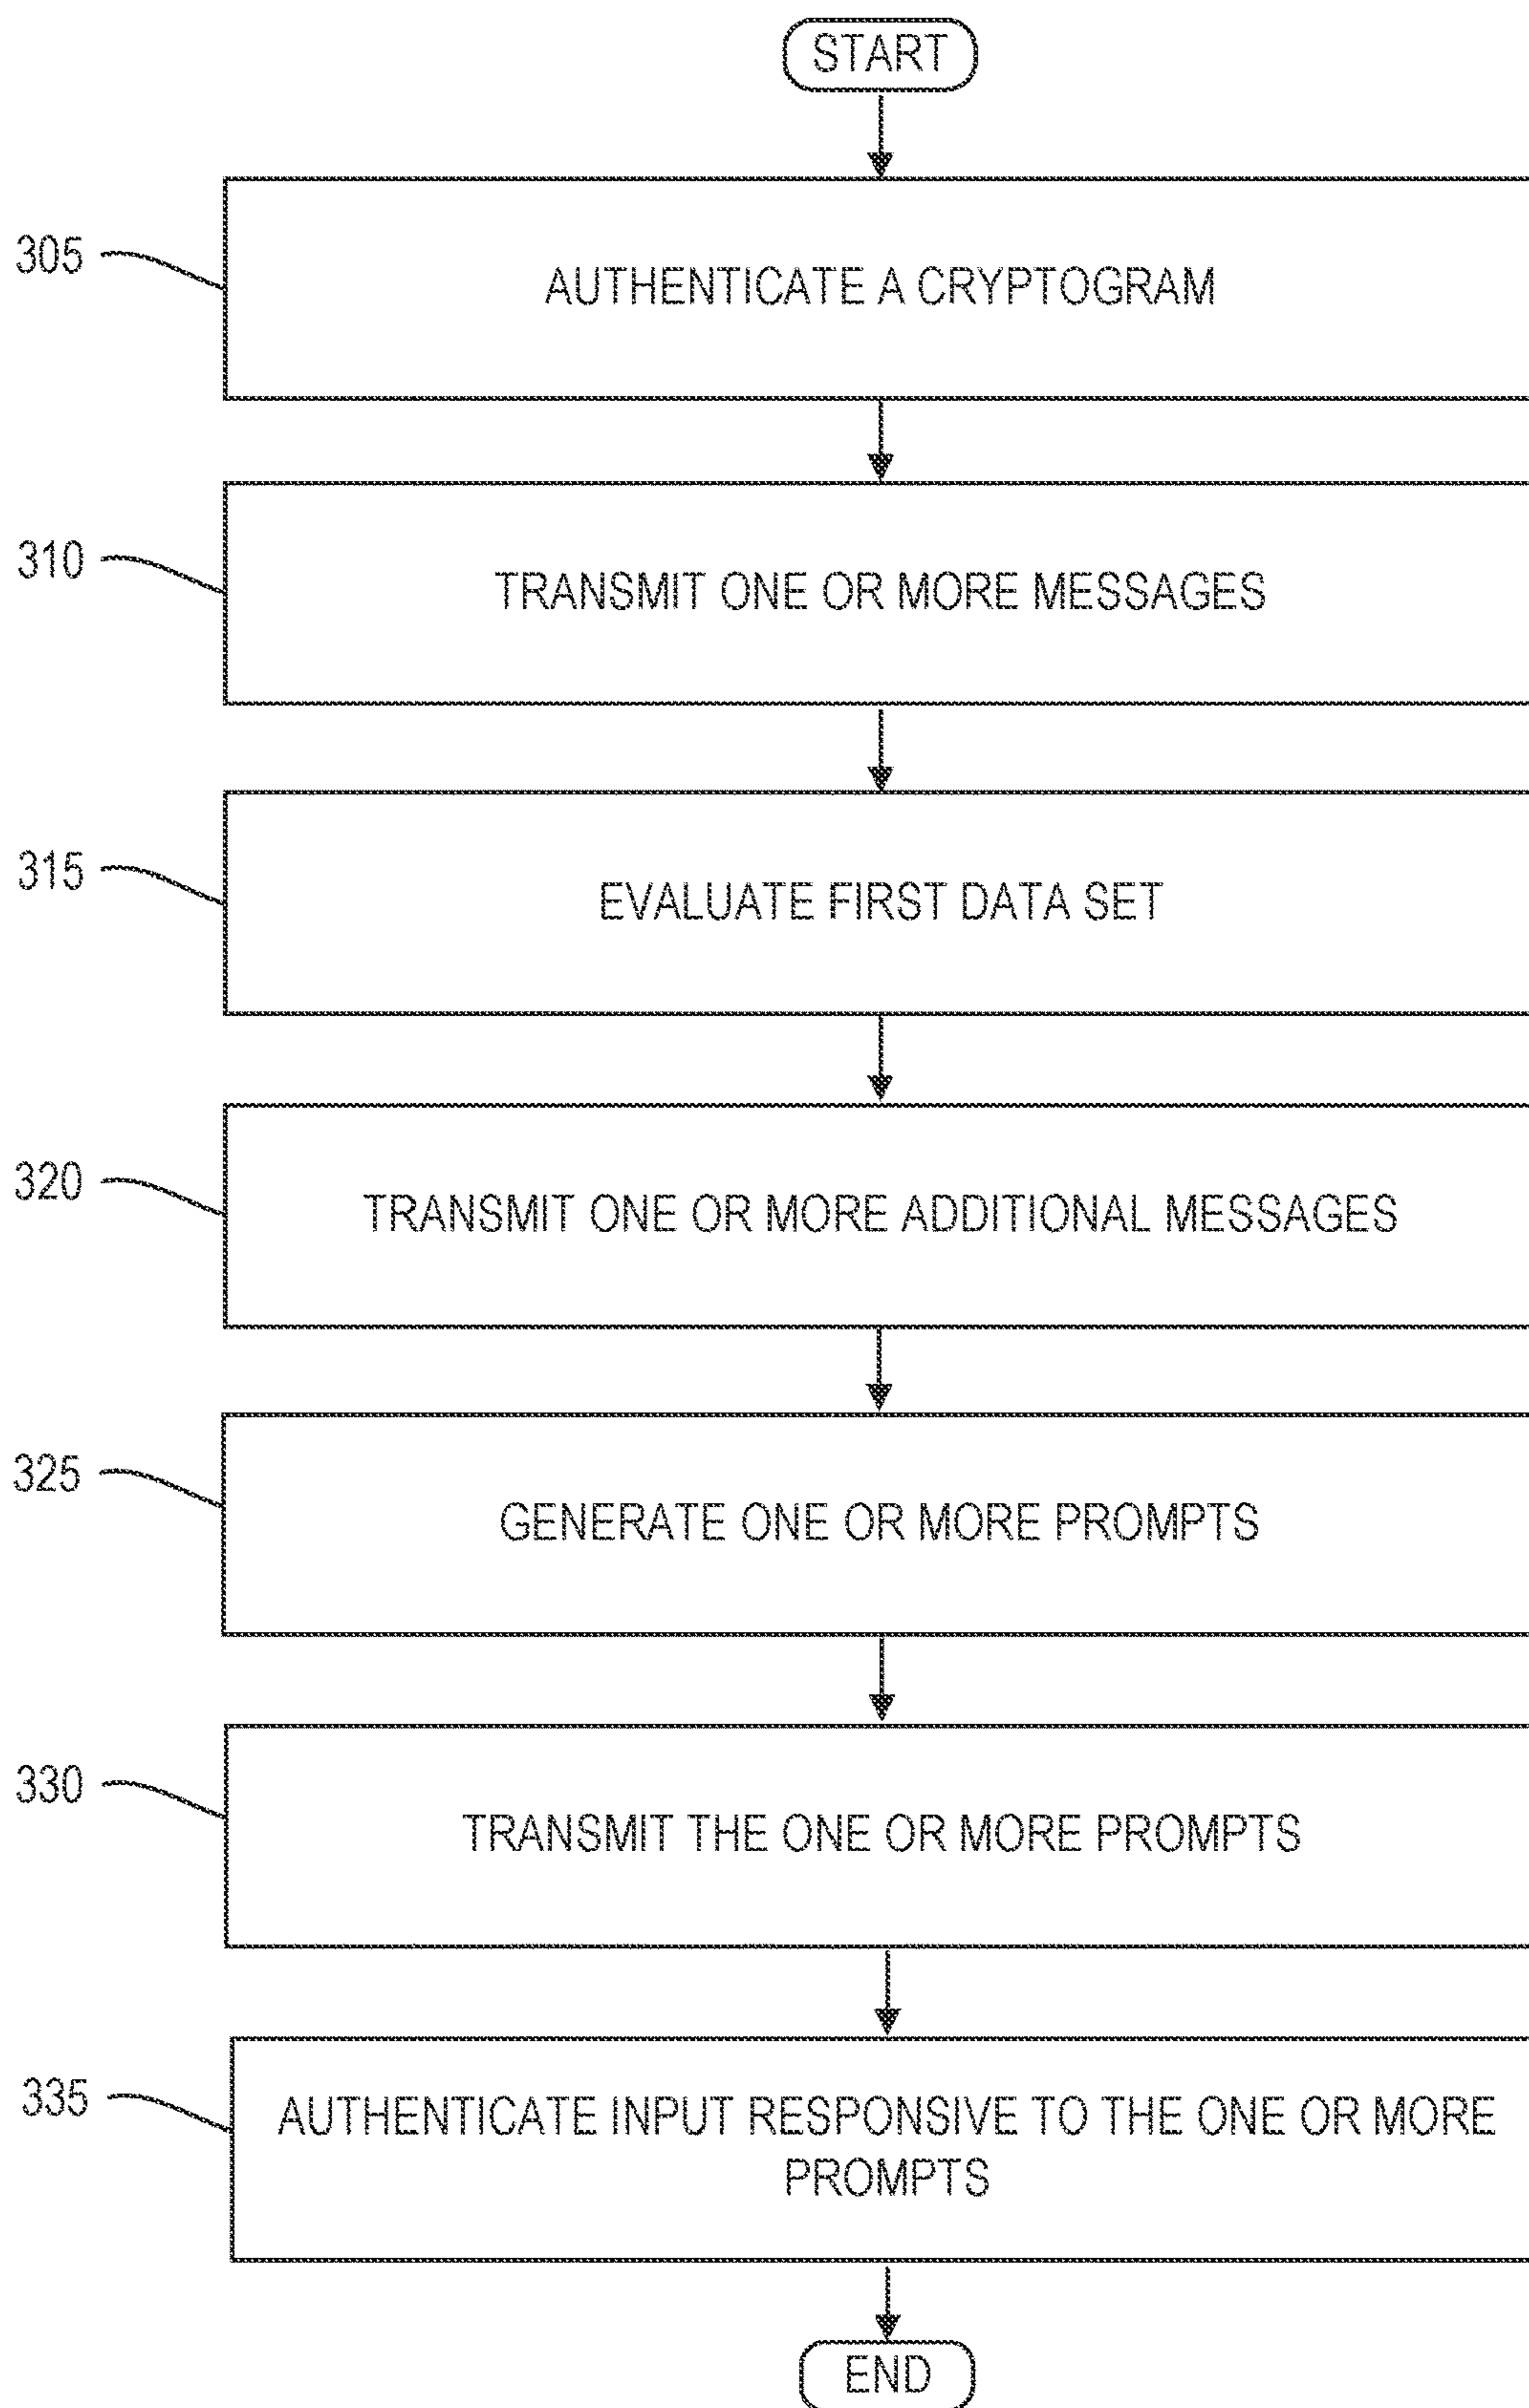 START
305
AUTHENTICATE A CRYPTOGRAM
310
TRANSMIT ONE OR MORE MESSAGES
315
EVALUATE FIRST DATA SET
320
TRANSMIT ONE OR MORE ADDITIONAL MESSAGES
325
GENERATE ONE OR MORE PROMPTS
330
TRANSMIT THE ONE OR MORE PROMPTS
335
AUTHENTICATE INPUT RESPONSIVE TO THE ONE OR MORE
PROMPTS
END